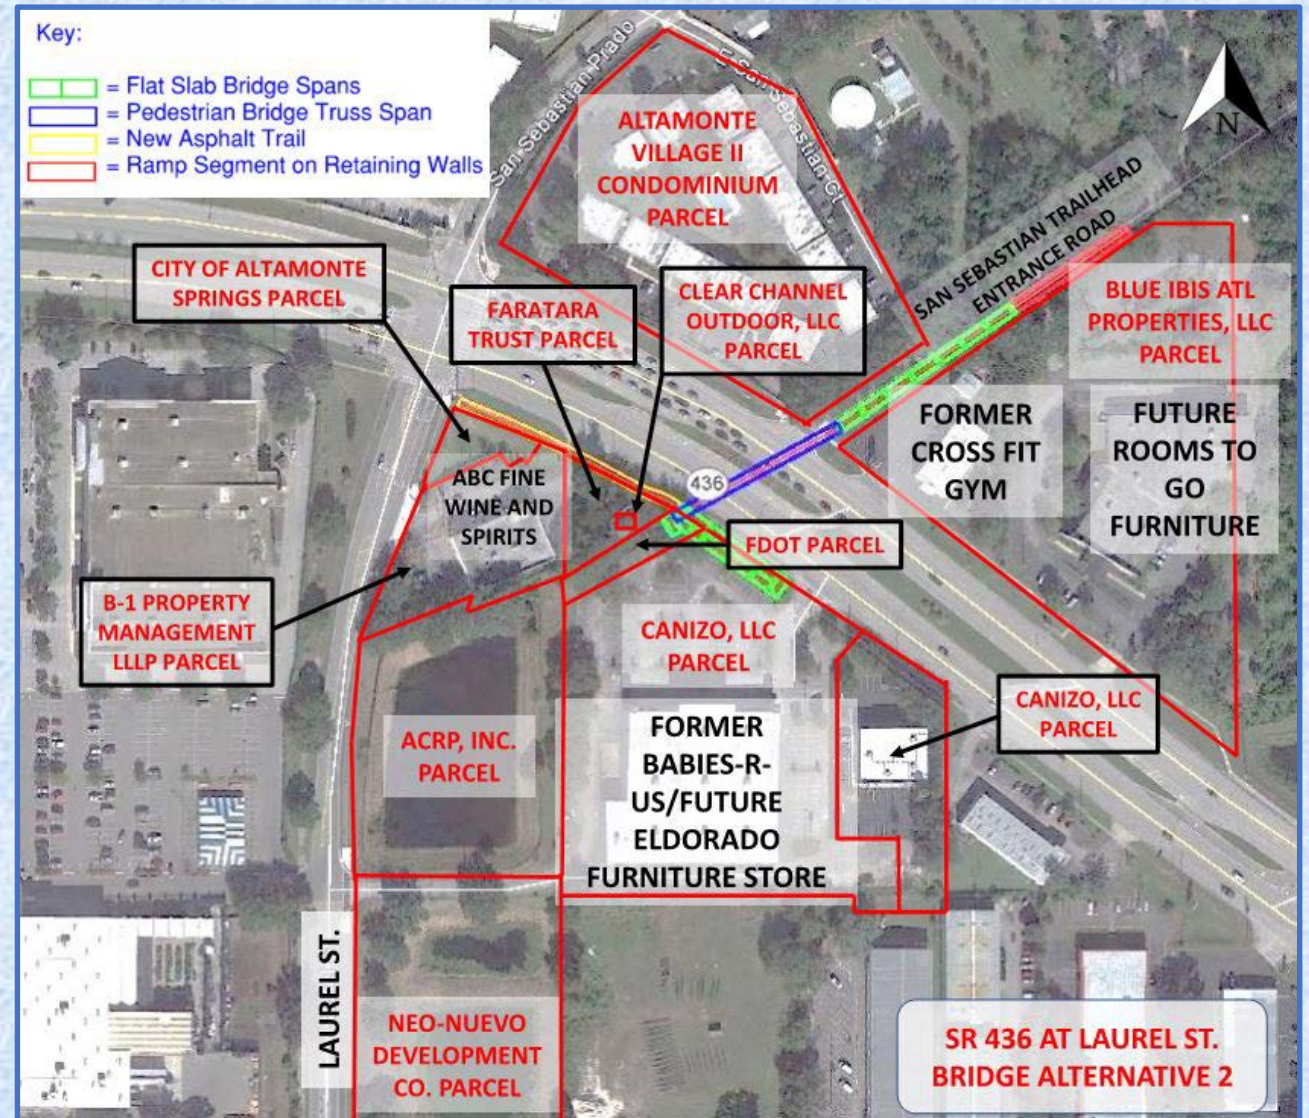 Key:
= Flat Slab Bridge Spans
= Pedestrian Bridge Truss Span
= New Asphalt Trail
= Ramp Segment on Retaining Walls
San Sebastian Prado
E San Sebastian Ct
N
ALTAMONTE
VILLAGE II
CONDOMINIUM
PARCEL
SAN SEBASTIAN TRAILHEAD
ENTRANCE ROAD
CITY OF ALTAMONTE
SPRINGS PARCEL
FARATARA
TRUST PARCEL
CLEAR CHANNEL
OUTDOOR, LLC
PARCEL
BLUE IBIS ATL
PROPERTIES, LLC
PARCEL
FORMER
CROSS FIT
GYM
FUTURE
ROOMS TO
GO
FURNITURE
ABC FINE
WINE AND
SPIRITS
436
FDOT PARCEL
B-1 PROPERTY
MANAGEMENT
LLLP PARCEL
CANIZO, LLC
PARCEL
CANIZO, LLC
PARCEL
ACRP, INC.
PARCEL
FORMER
BABIES-R-
US/FUTURE
ELDORADO
FURNITURE STORE
LAUREL ST.
NEO-NUEVO
DEVELOPMENT
CO. PARCEL
SR 436 AT LAUREL ST.
BRIDGE ALTERNATIVE 2